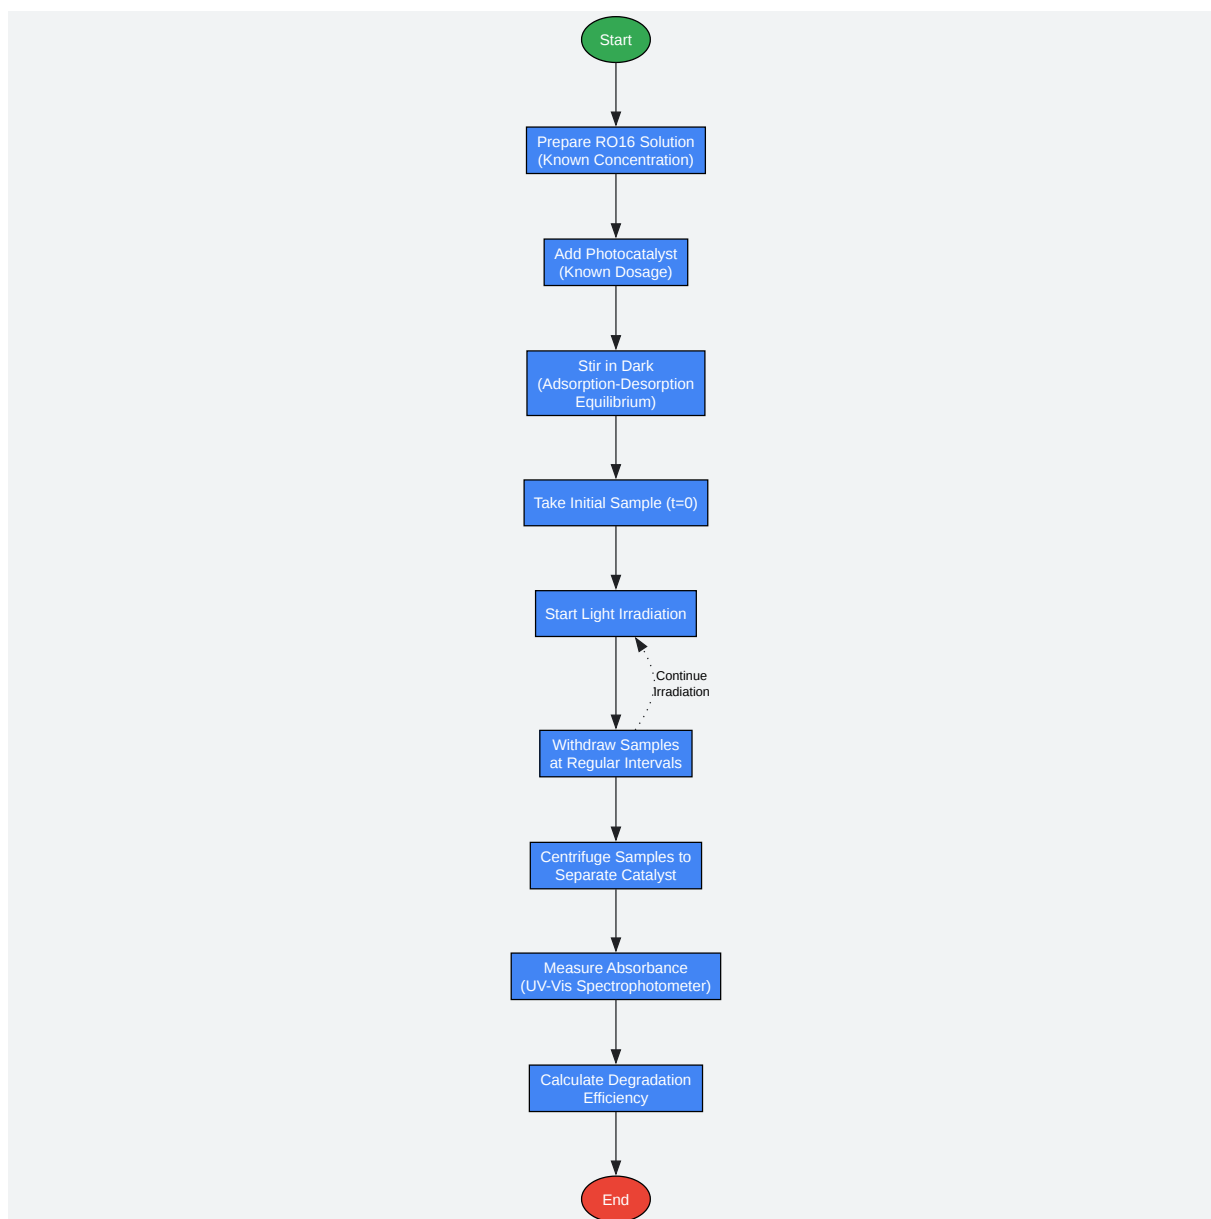 Start
Prepare RO16 Solution
(Known Concentration)
Add Photocatalyst
(Known Dosage)
Stir in Dark
(Adsorption-Desorption
Equilibrium)
Take Initial Sample (t=0)
Start Light Irradiation
Continue
Irradiation
Withdraw Samples
at Regular Intervals
Centrifuge Samples to
Separate Catalyst
Measure Absorbance
(UV-Vis Spectrophotometer)
Calculate Degradation
Efficiency
End